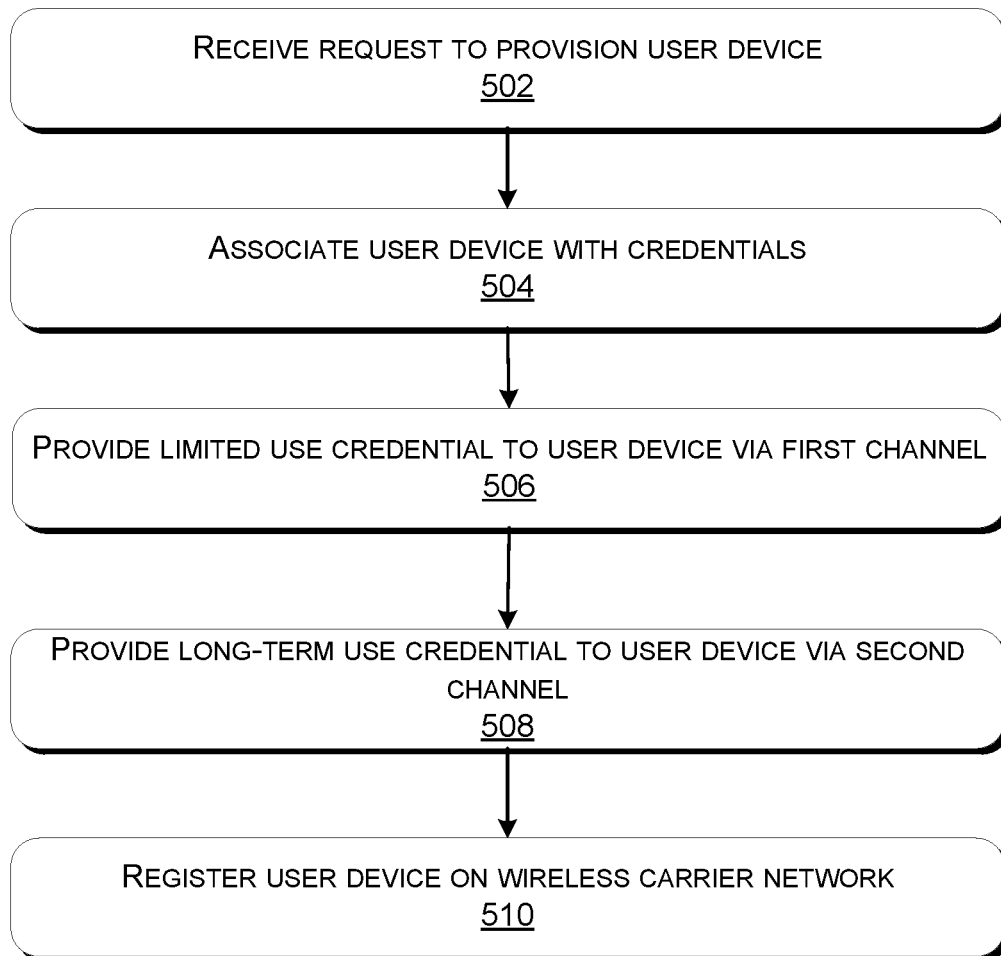 RECEIVE REQUEST TO PROVISION USER DEVICE
502
ASSOCIATE USER DEVICE WITH CREDENTIALS
504
PROVIDE LIMITED USE CREDENTIAL TO USER DEVICE VIA FIRST CHANNEL
506
PROVIDE LONG-TERM USE CREDENTIAL TO USER DEVICE VIA SECOND
CHANNEL
508
REGISTER USER DEVICE ON WIRELESS CARRIER NETWORK
510